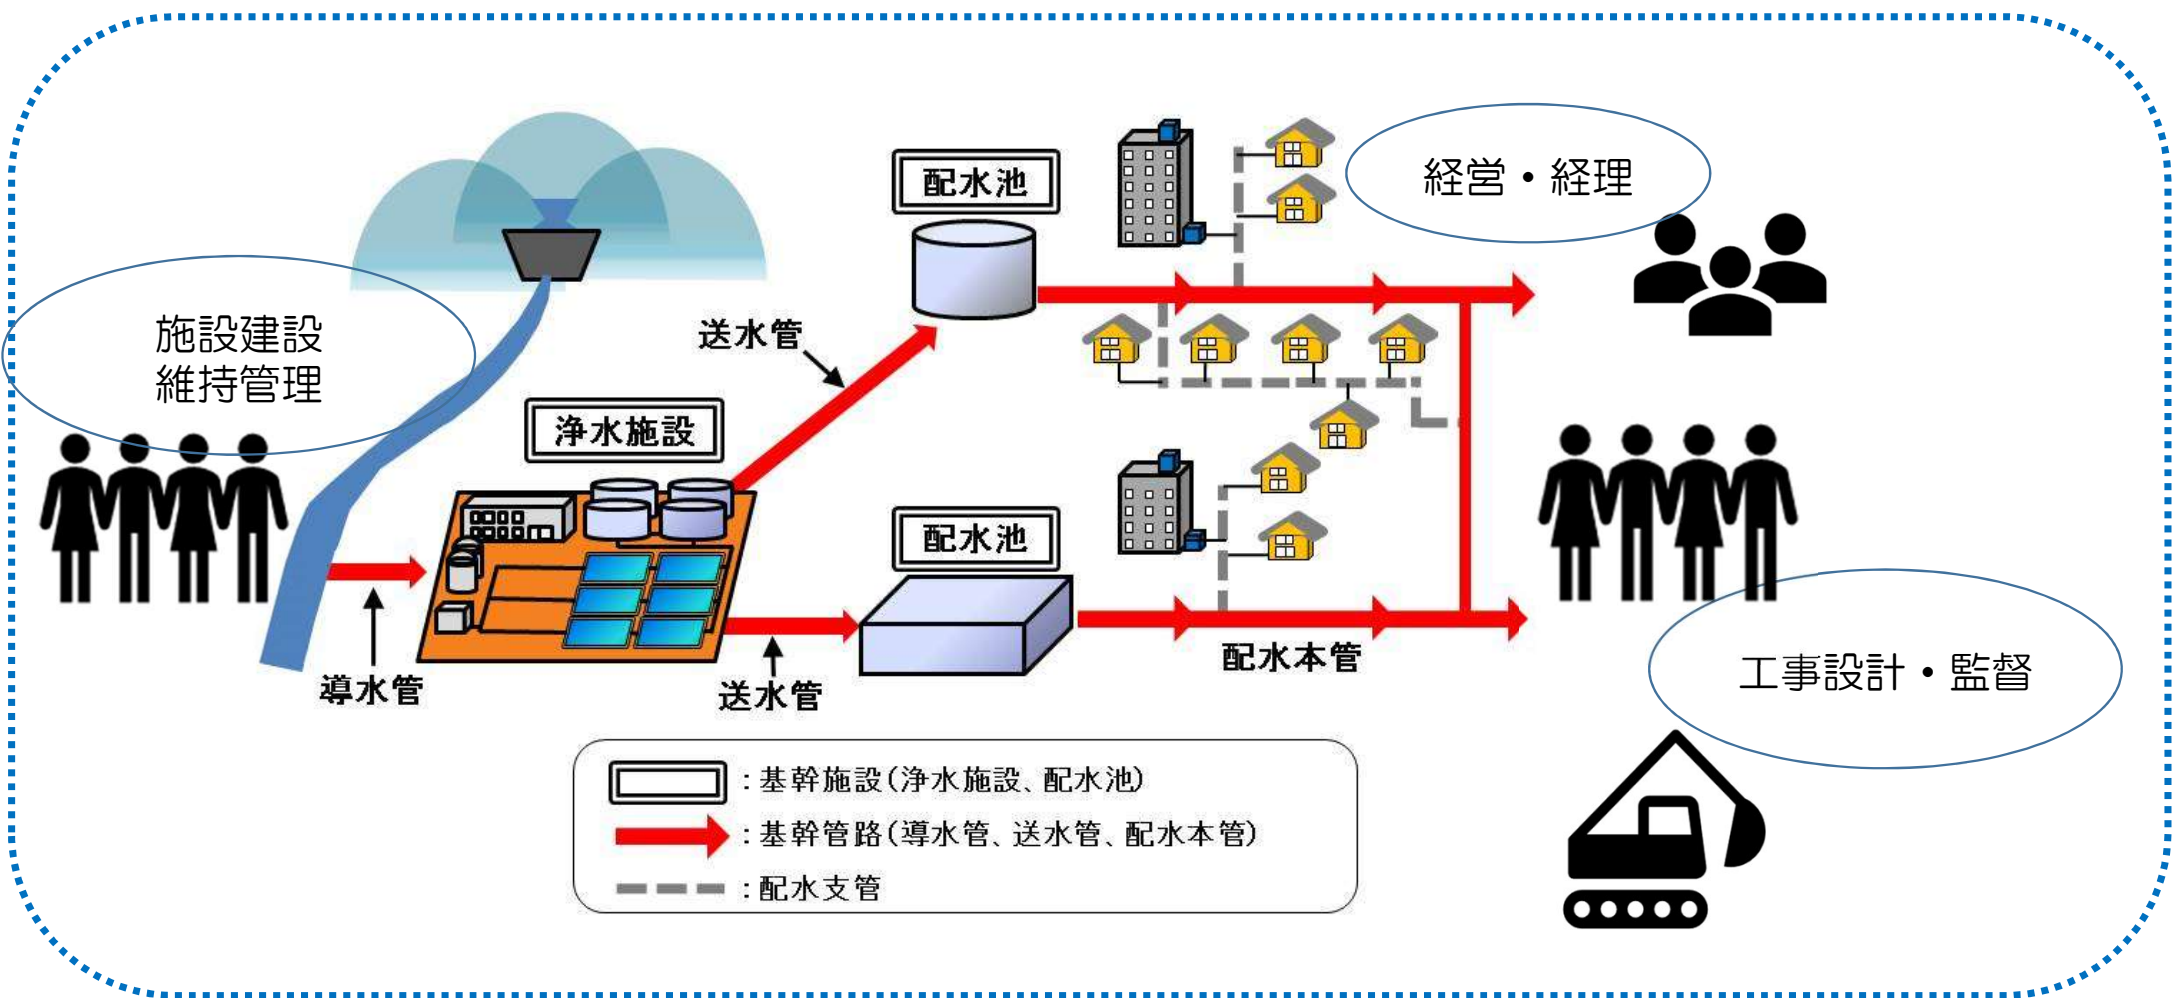 経営・経理
配水池
施設建設
維持管理
送水管
浄水施設
配水池
配水本管
工事設計・監督
導水管
送水管
：基幹施設(浄水施設、配水池)
：基幹管路(導水管、送水管、配水本管)
：配水支管